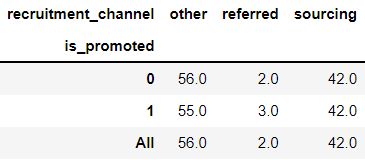 recruitment_channel other referred sourcing
is_promoted
0 56.0 2.0 42.0
1 55.0 3.0 42.0
All 56.0 2.0 42.0